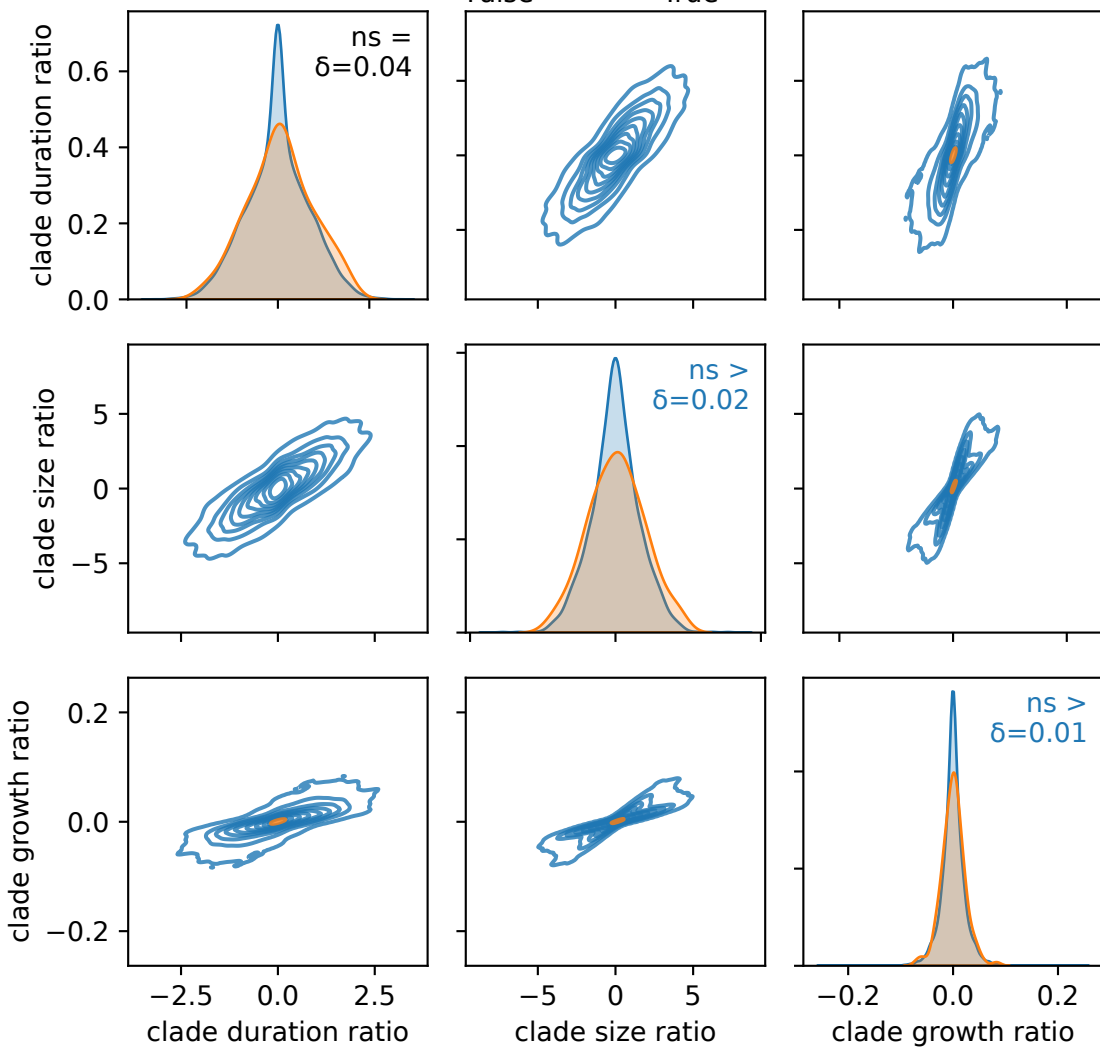 clade duration ratio
0.6
0.4
0.2
0.0
ns =
δ=0.04
clade size ratio
5
0
−5
ns >
δ=0.02
clade growth ratio
0.2
0.0
−0.2
ns >
δ=0.01
−2.5 0.0 2.5
−5 0 5
−0.2 0.0 0.2
clade duration ratio
clade size ratio
clade growth ratio